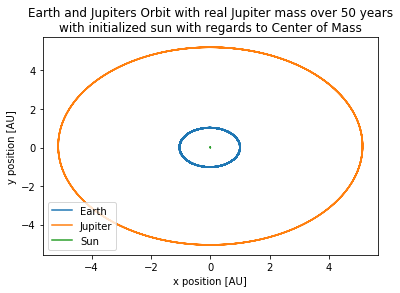 Earth and Jupiters Orbit with real Jupiter mass over 50 years
with initialized sun with regards to Center of Mass
y position [AU]
4
2
0
−2
−4
Earth
Jupiter
Sun
−4
−2
0
2
4
x position [AU]